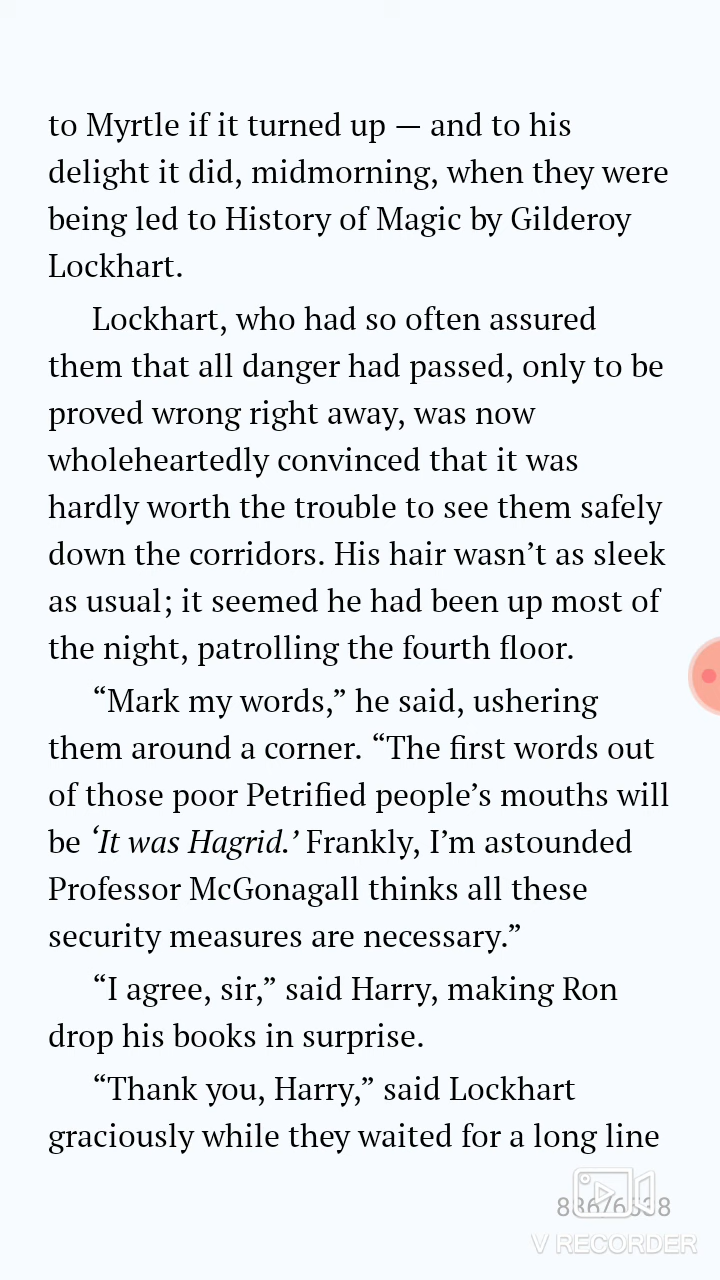 to Myrtle if it turned up — and to his
delight it did, midmorning, when they were
being led to History of Magic by Gilderoy
Lockhart.
Lockhart, who had so often assured
them that all danger had passed, only to be
proved wrong right away, was now
wholeheartedly convinced that it was
hardly worth the trouble to see them safely
down the corridors. His hair wasn’t as sleek
as usual; it seemed he had been up most of
the night, patrolling the fourth floor.
“Mark my words,” he said, ushering
them around a corner. “The first words out
of those poor Petrified people’s mouths will
be ‘It was Hagrid.’ Frankly, I’m astounded
Professor McGonagall thinks all these
security measures are necessary.”
“I agree, sir,” said Harry, making Ron
drop his books in surprise.
“Thank you, Harry,” said Lockhart
graciously while they waited for a long line
V RECORDER